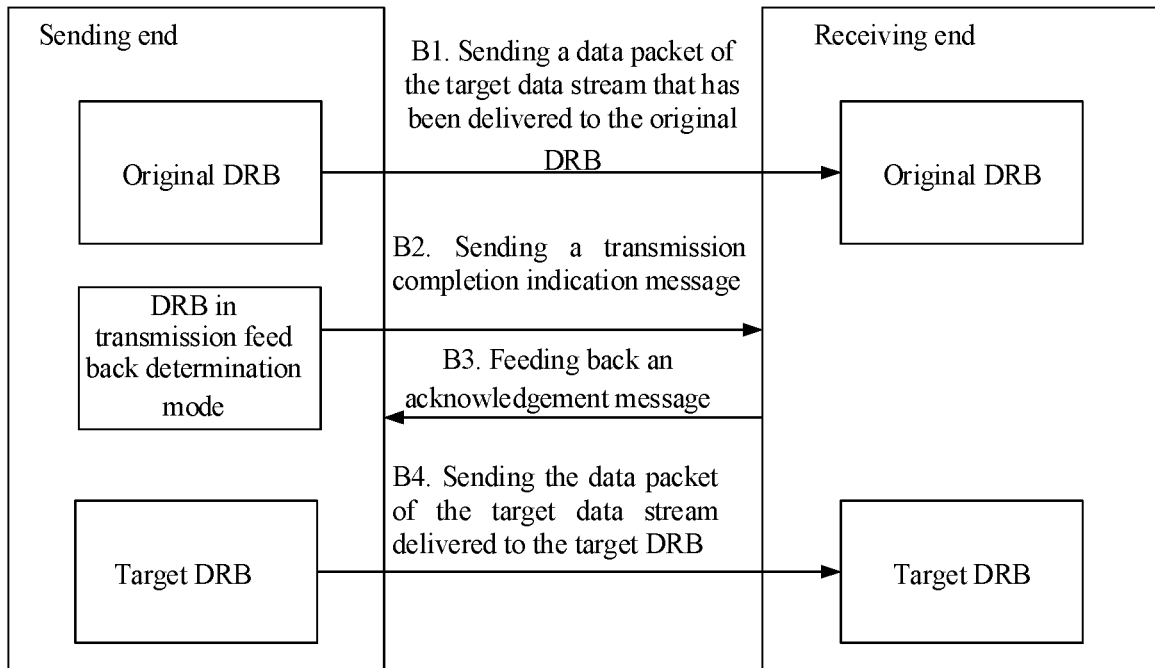 Sending end
Receiving end
B1. Sending a data packet of
the target data stream that has
been delivered to the original
DRB
Original DRB
Original DRB
B2. Sending a transmission
completion indication message
DRB in
transmission feed
back determination
mode
B3. Feeding back an
acknowledgement message
B4. Sending the data packet
of the target data stream
delivered to the target DRB
Target DRB
Target DRB